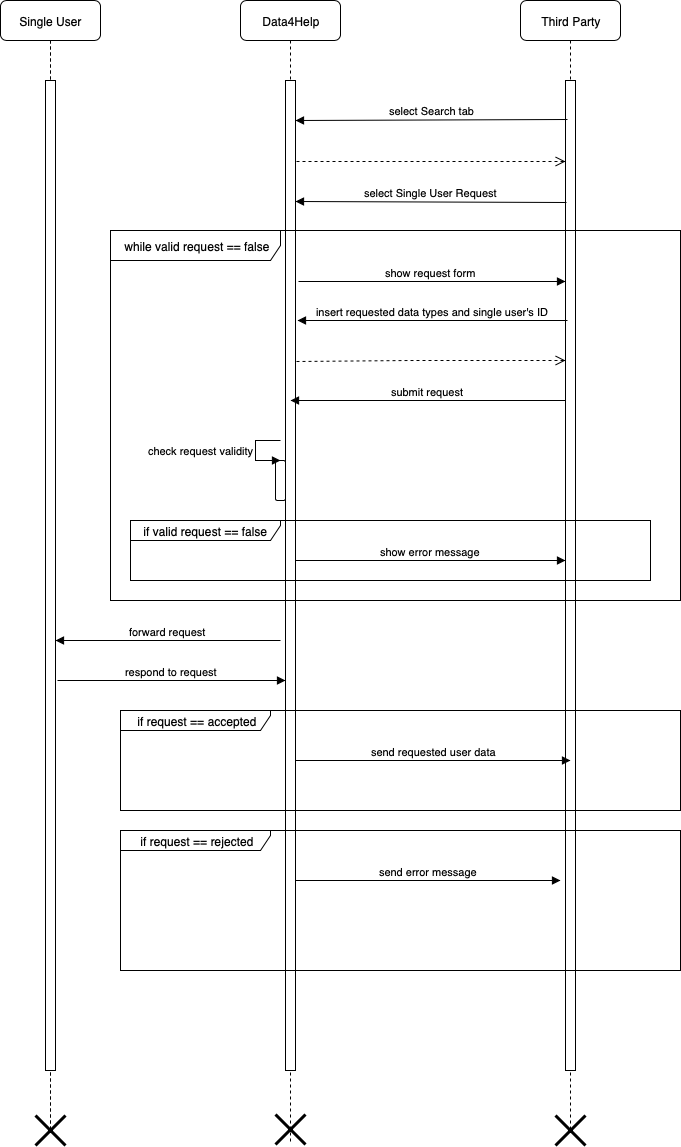 Single User
Data4Help
Third Party
select Search tab
select Single User Request
while valid request == false
show request form
insert requested data types and single user's ID
submit request
check request validity
if valid request == false
show error message
forward request
respond to request
if request == accepted
send requested user data
if request == rejected
send error message